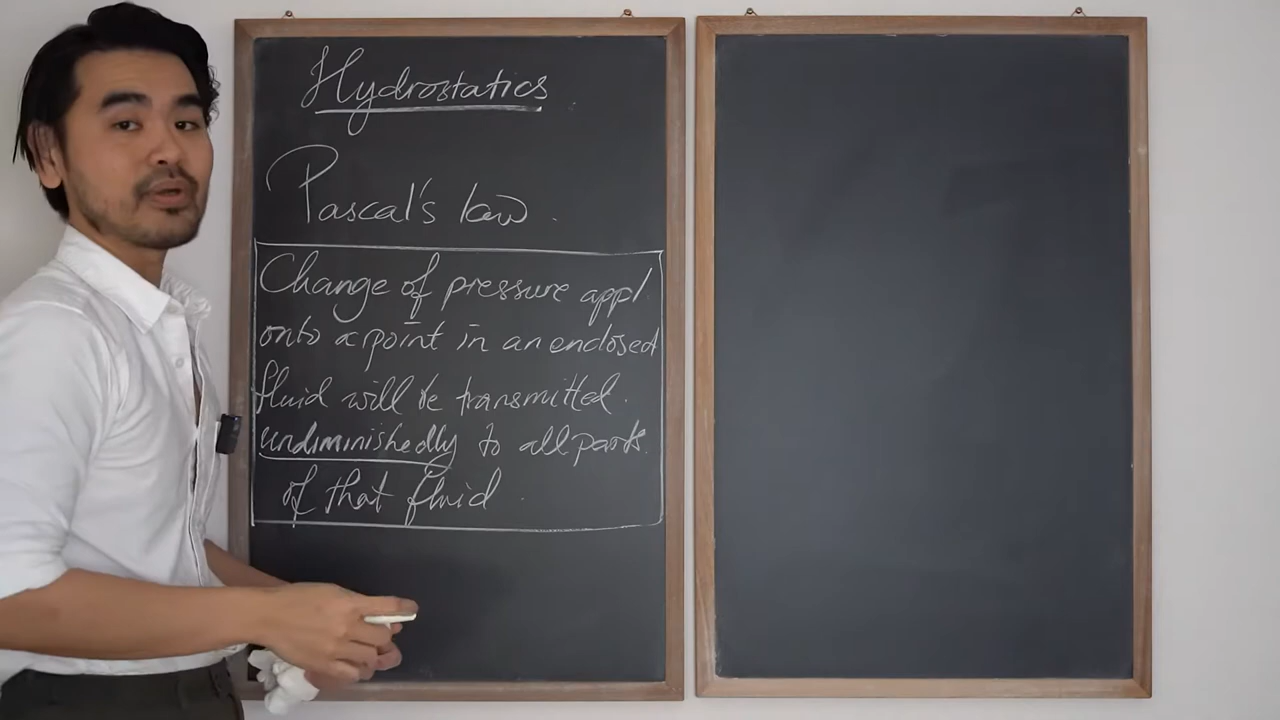 Hydrostatics
Pascal's law.
Change of pressure appl.
onto a point in an enclosed
fluid will be transmitted.
undiminishedly to all parts.
of that fluid.